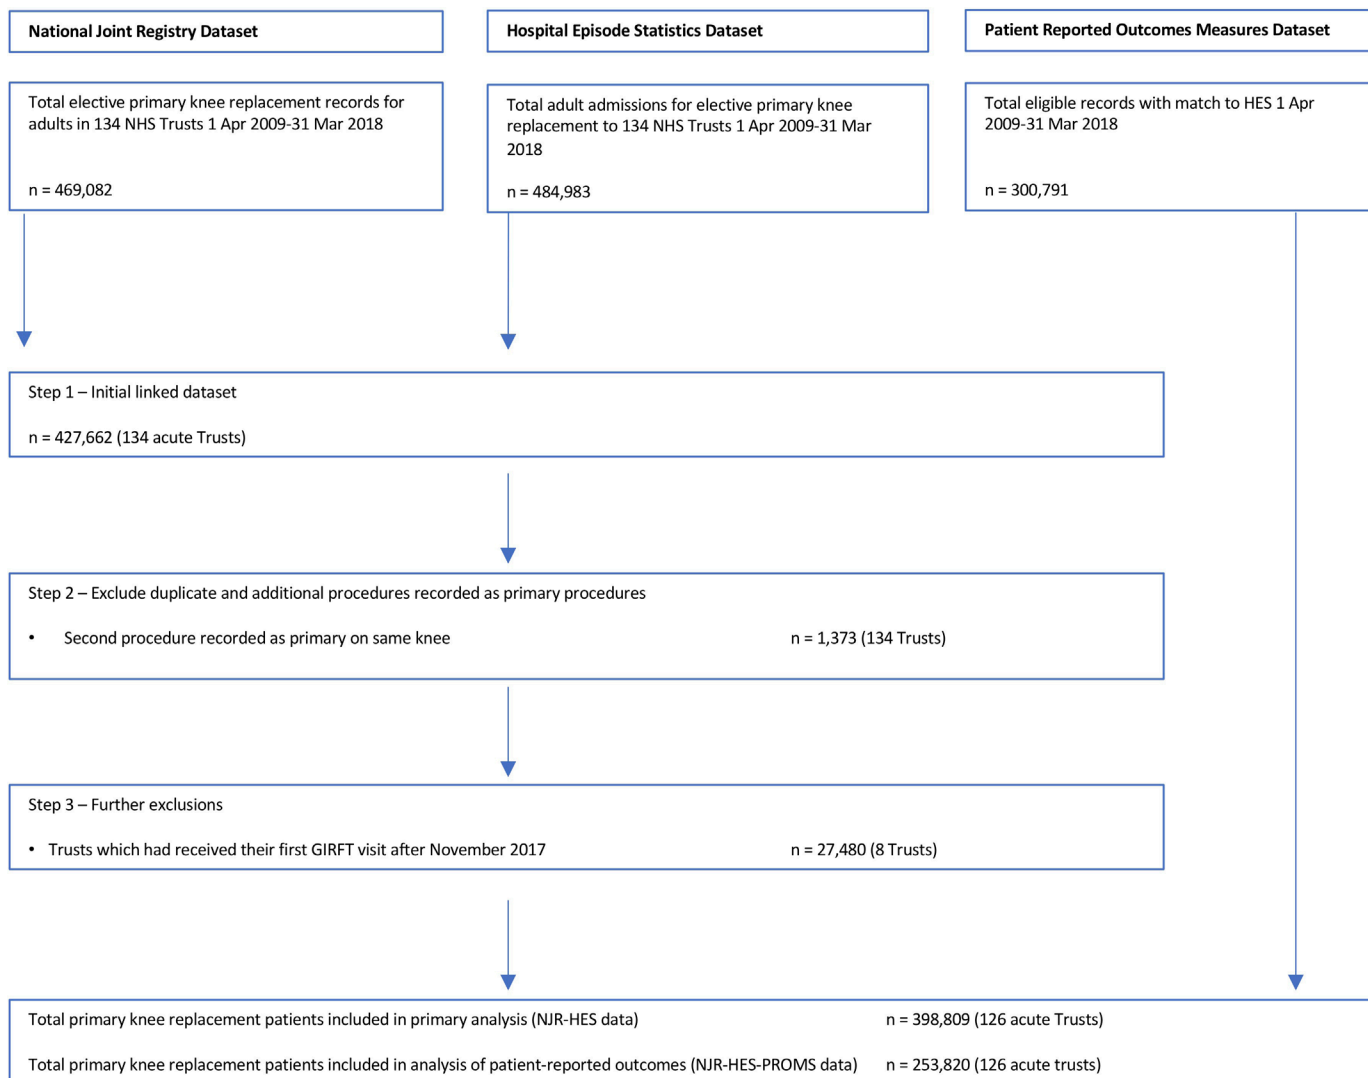 National Joint Registry Dataset
Hospital Episode Statistics Dataset
Patient Reported Outcomes Measures Dataset
Total elective primary knee replacement records for
adults in 134 NHS Trusts 1 Apr 2009-31 Mar 2018
n = 469,082
Total adult admissions for elective primary knee
replacement to 134 NHS Trusts 1 Apr 2009-31 Mar
2018
n = 484,983
Total eligible records with match to HES 1 Apr
2009-31 Mar 2018
n = 300,791
Step 1 – Initial linked dataset
n = 427,662 (134 acute Trusts)
Step 2 – Exclude duplicate and additional procedures recorded as primary procedures
• Second procedure recorded as primary on same knee n = 1,373 (134 Trusts)
Step 3 – Further exclusions
• Trusts which had received their first GIRFT visit after November 2017 n = 27,480 (8 Trusts)
Total primary knee replacement patients included in primary analysis (NJR-HES data) n = 398,809 (126 acute Trusts)
Total primary knee replacement patients included in analysis of patient-reported outcomes (NJR-HES-PROMS data) n = 253,820 (126 acute trusts)